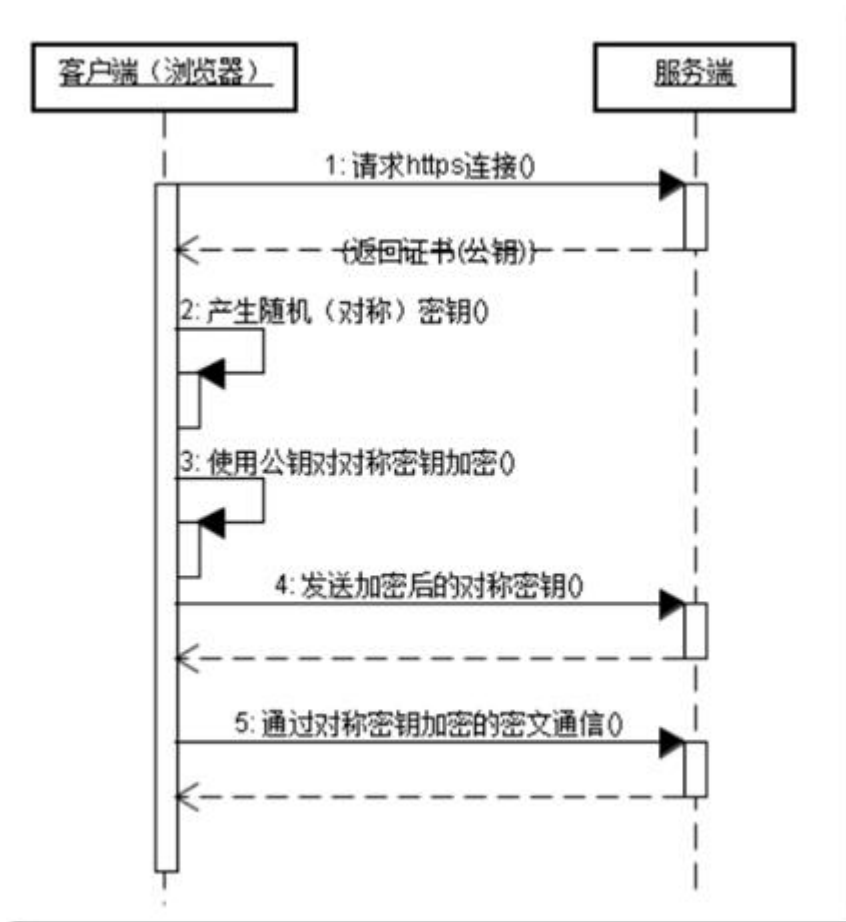 客户端（浏览器）
服务端
1: 请求https连接()
{返回证书(公钥)}
2: 产生随机（对称）密钥()
3: 使用公钥对对称密钥加密()
4: 发送加密后的对称密钥()
5: 通过对称密钥加密的密文通信()